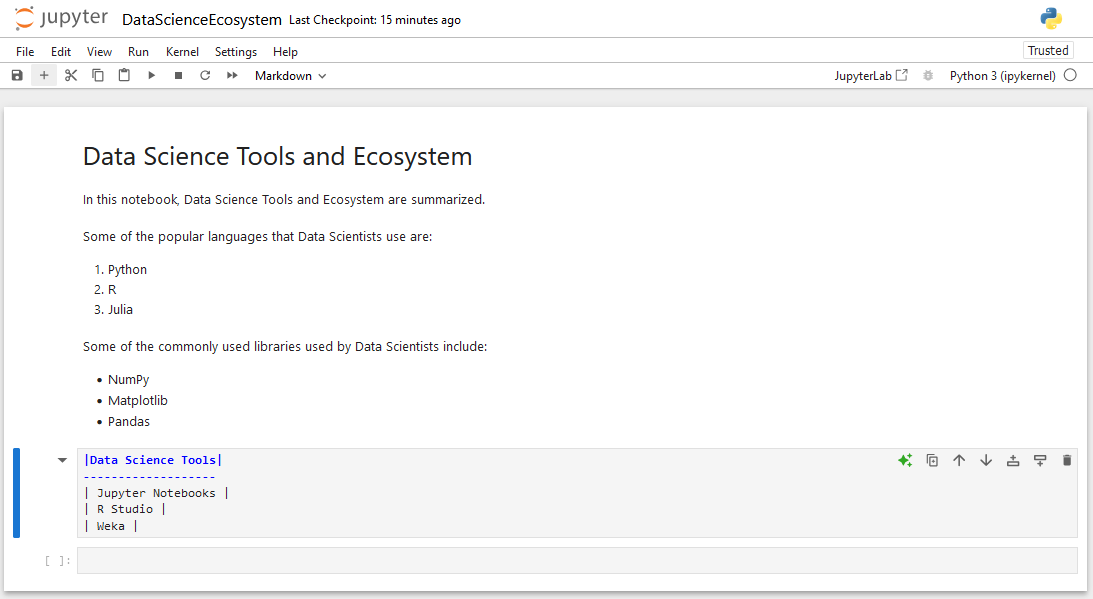 jupyter DataScienceEcosystem Last Checkpoint: 15 minutes ago
File Edit View Run Kernel Settings Help Trusted
Markdown JupyterLab Python 3 (ipykernel)
Data Science Tools and Ecosystem
In this notebook, Data Science Tools and Ecosystem are summarized.
Some of the popular languages that Data Scientists use are:
1. Python
2. R
3. Julia
Some of the commonly used libraries used by Data Scientists include:
• NumPy
• Matplotlib
• Pandas
|Data Science Tools|
-------------------
| Jupyter Notebooks |
| R Studio |
| Weka |
[ ]: